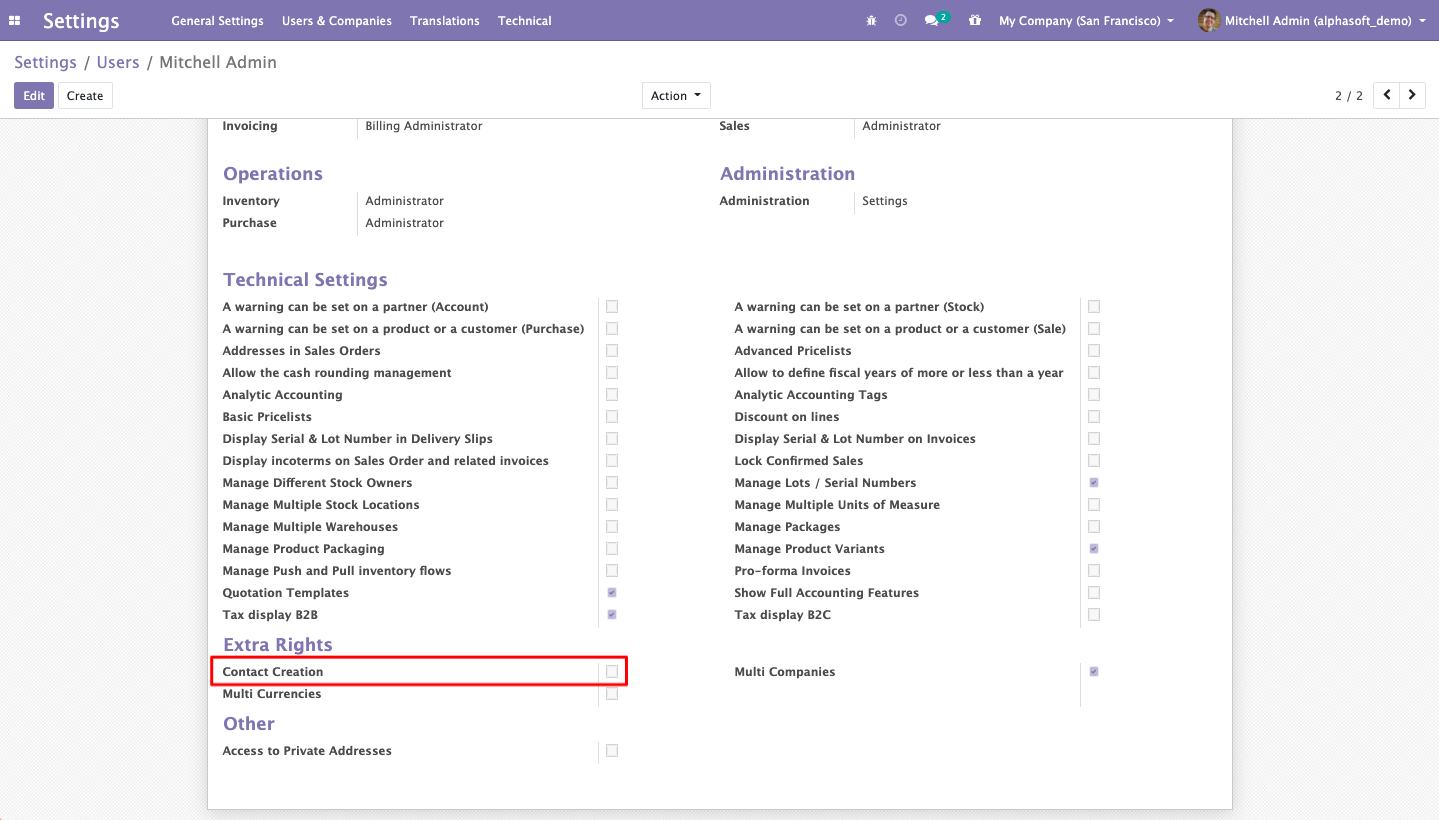 Settings General Settings Users & Companies Translations Technical 2 My Company (San Francisco) Mitchell Admin (alphasoft_demo)
Settings / Users / Mitchell Admin
Edit Create Action 2 / 2
Invoicing Billing Administrator Sales Administrator
Operations Administration
Inventory Administrator Administration Settings
Purchase Administrator
Technical Settings
A warning can be set on a partner (Account) A warning can be set on a partner (Stock)
A warning can be set on a product or a customer (Purchase) A warning can be set on a product or a customer (Sale)
Addresses in Sales Orders Advanced Pricelists
Allow the cash rounding management Allow to define fiscal years of more or less than a year
Analytic Accounting Analytic Accounting Tags
Basic Pricelists Discount on lines
Display Serial & Lot Number in Delivery Slips Display Serial & Lot Number on Invoices
Display incoterms on Sales Order and related invoices Lock Confirmed Sales
Manage Different Stock Owners Manage Lots / Serial Numbers
Manage Multiple Stock Locations Manage Multiple Units of Measure
Manage Multiple Warehouses Manage Packages
Manage Product Packaging Manage Product Variants
Manage Push and Pull inventory flows Pro-forma Invoices
Quotation Templates Show Full Accounting Features
Tax display B2B Tax display B2C
Extra Rights
Contact Creation Multi Companies
Multi Currencies
Other
Access to Private Addresses